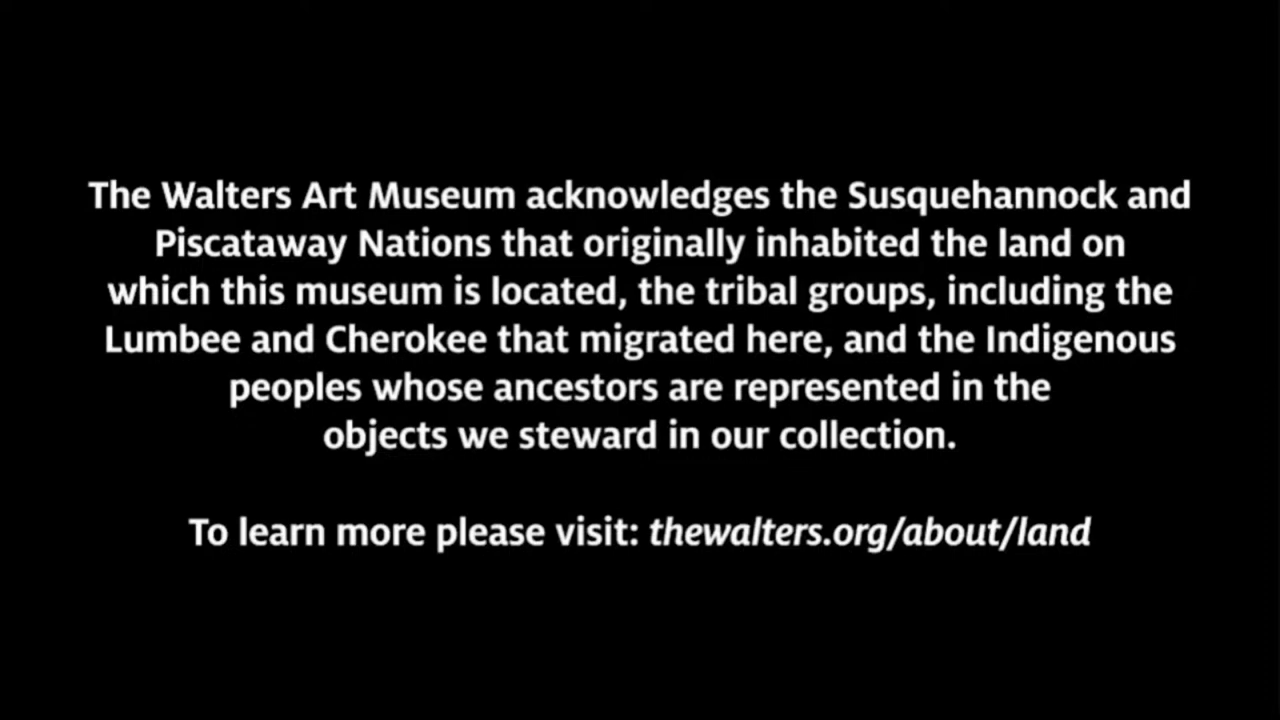 The Walters Art Museum acknowledges the Susquehannock and
Piscataway Nations that originally inhabited the land on
which this museum is located, the tribal groups, including the
Lumbee and Cherokee that migrated here, and the Indigenous
peoples whose ancestors are represented in the
objects we steward in our collection.
To learn more please visit: thewalters.org/about/land